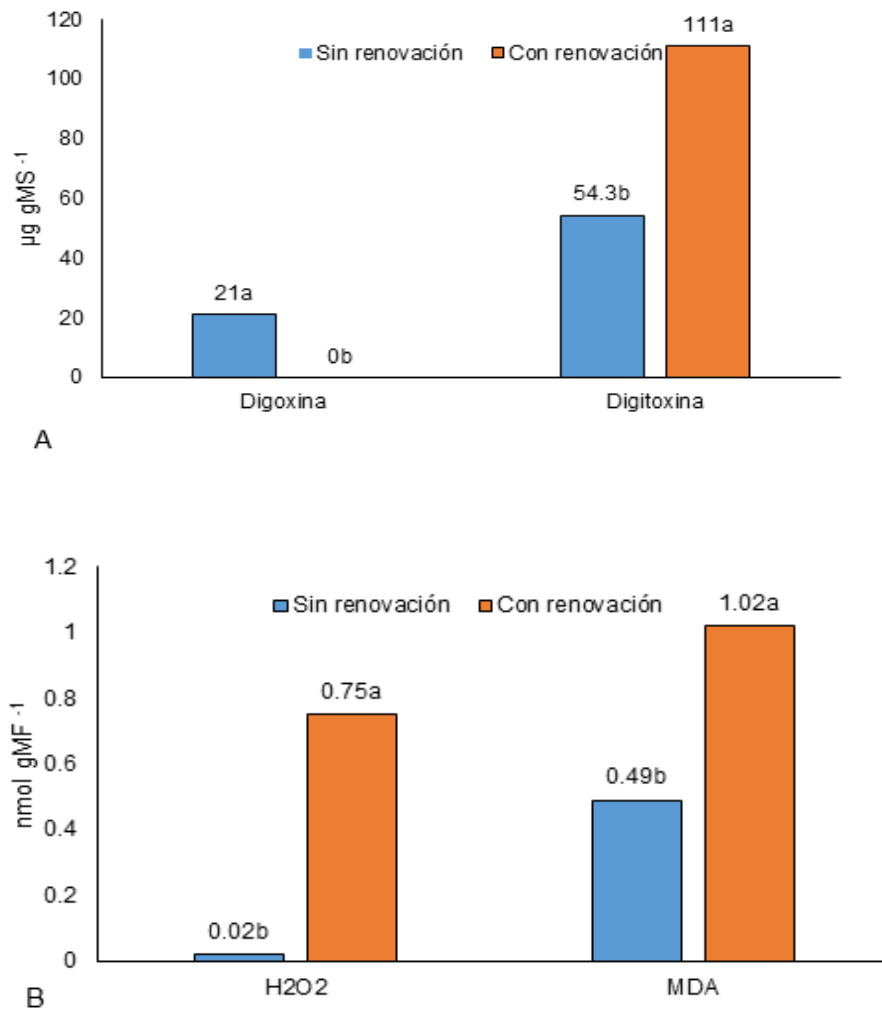 120
Sin renovación Con renovación
111a
100
80
µg gMS -1
60
54.3b
40
21a
20
0b
0
Digoxina Digitoxina
A
1.2
Sin renovación Con renovación
1.02a
1
0.75a
0.8
nmol gMF -1
0.6
0.49b
0.4
0.2
0.02b
0
H2O2 MDA
B